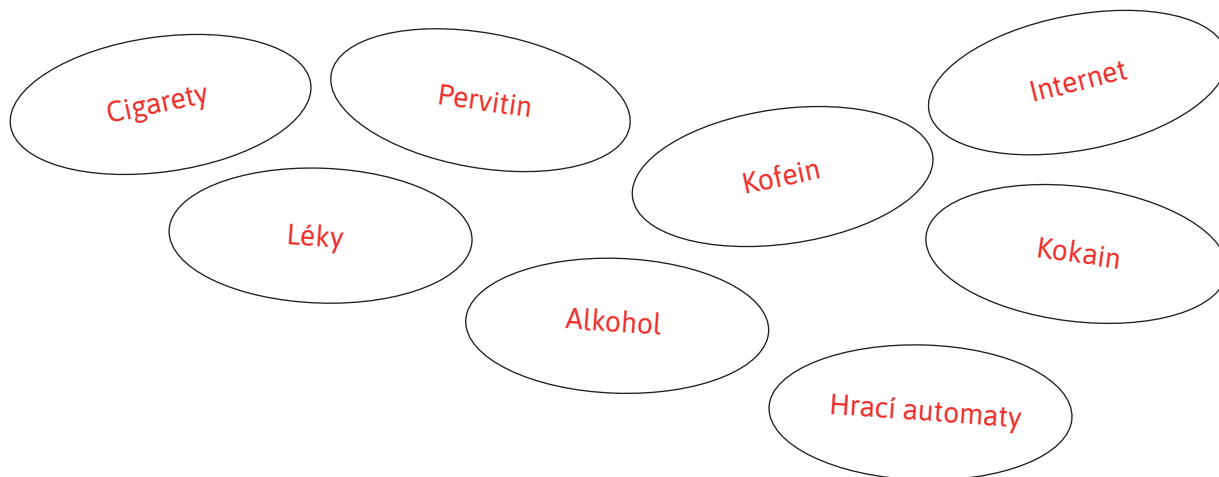 Cigarety
Pervitin
Internet
Kofein
Léky
Kokain
Alkohol
Hrací automaty